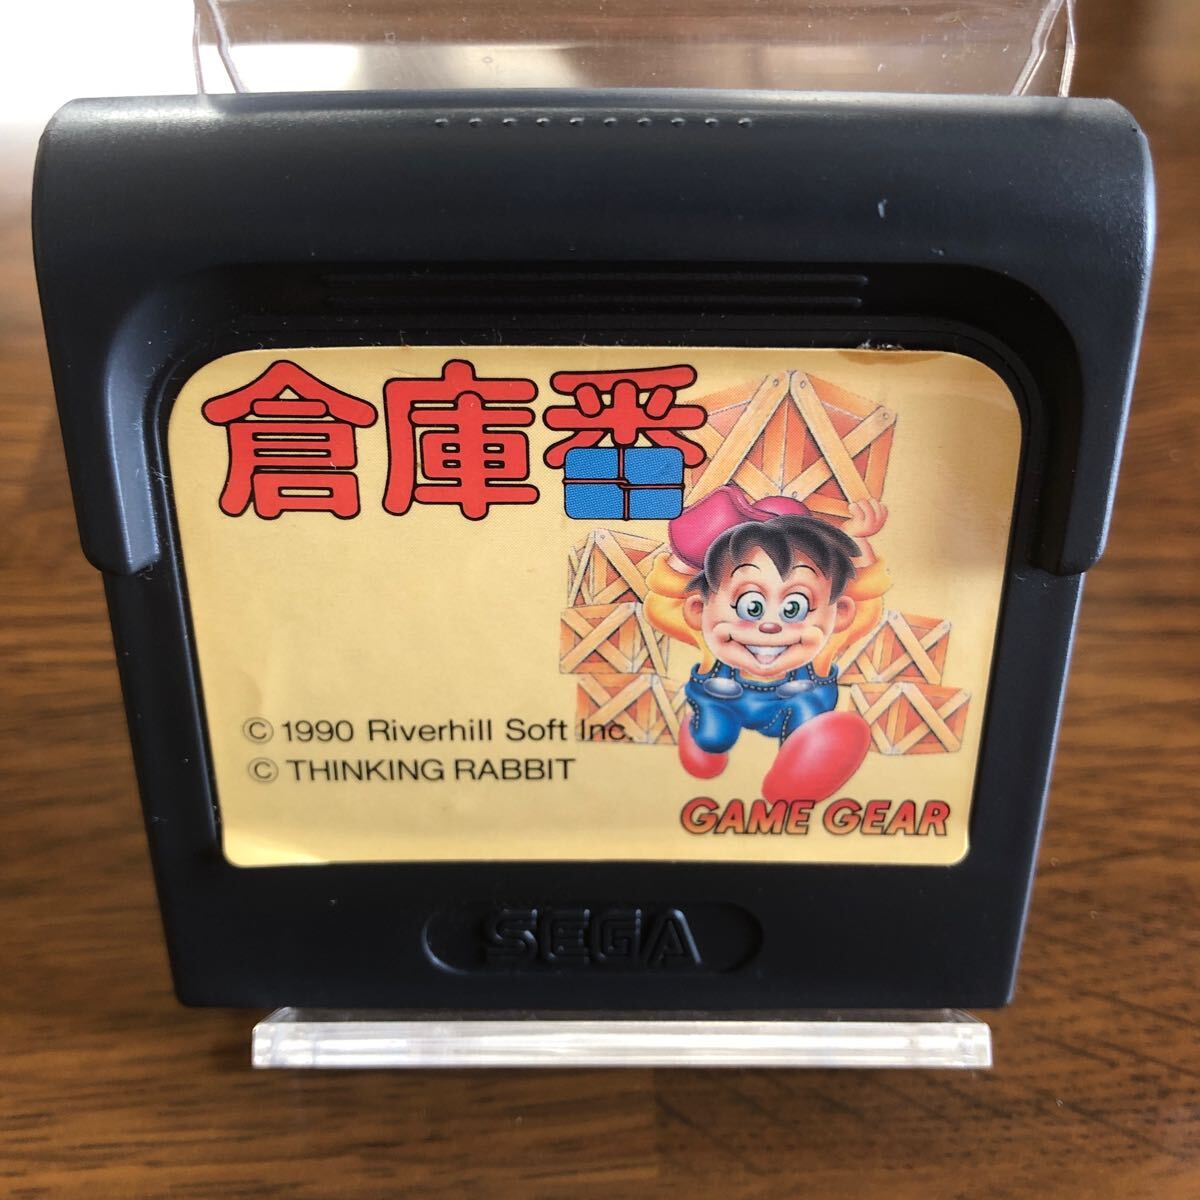 倉庫番
© 1990 Riverhill Soft Inc.
© THINKING RABBIT
GAME GEAR
SEGA